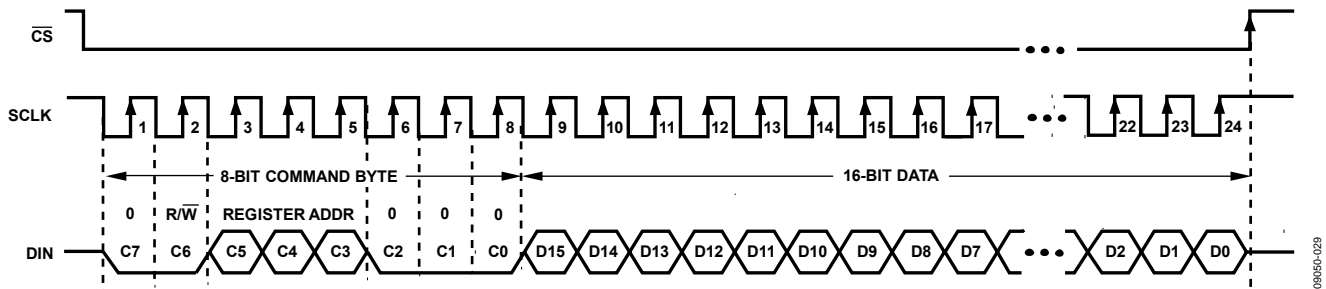 CS
SCLK
1 2 3 4 5 6 7 8 9 10 11 12 13 14 15 16 17 22 23 24
8-BIT COMMAND BYTE 16-BIT DATA
0 R/W REGISTER ADDR 0 0 0
DIN C7 C6 C5 C4 C3 C2 C1 C0 D15 D14 D13 D12 D11 D10 D9 D8 D7 D2 D1 D0
09050-029